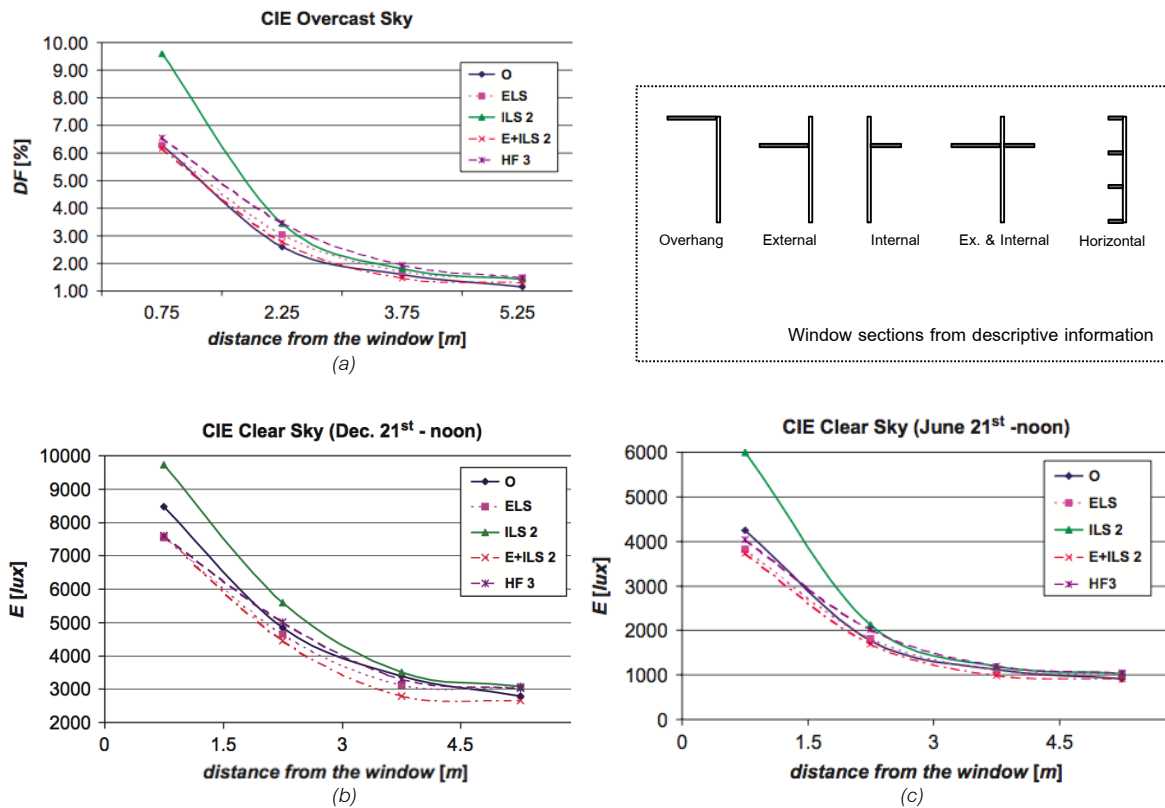 CIE Overcast Sky
DF [%]
10.00
9.00
8.00
7.00
6.00
5.00
4.00
3.00
2.00
1.00
O
ELS
ILS 2
E+ILS 2
HF 3
0.75 2.25 3.75 5.25
distance from the window [m]
(a)
Overhang External Internal Ex. & Internal Horizontal
Window sections from descriptive information
CIE Clear Sky (Dec. 21st - noon)
E [lux]
10000
9000
8000
7000
6000
5000
4000
3000
2000
O
ELS
ILS 2
E+ILS 2
HF 3
0 1.5 3 4.5
distance from the window [m]
(b)
CIE Clear Sky (June 21st -noon)
E [lux]
6000
5000
4000
3000
2000
1000
0
O
ELS
ILS 2
E+ILS 2
HF3
0 1.5 3 4.5
distance from the window [m]
(c)